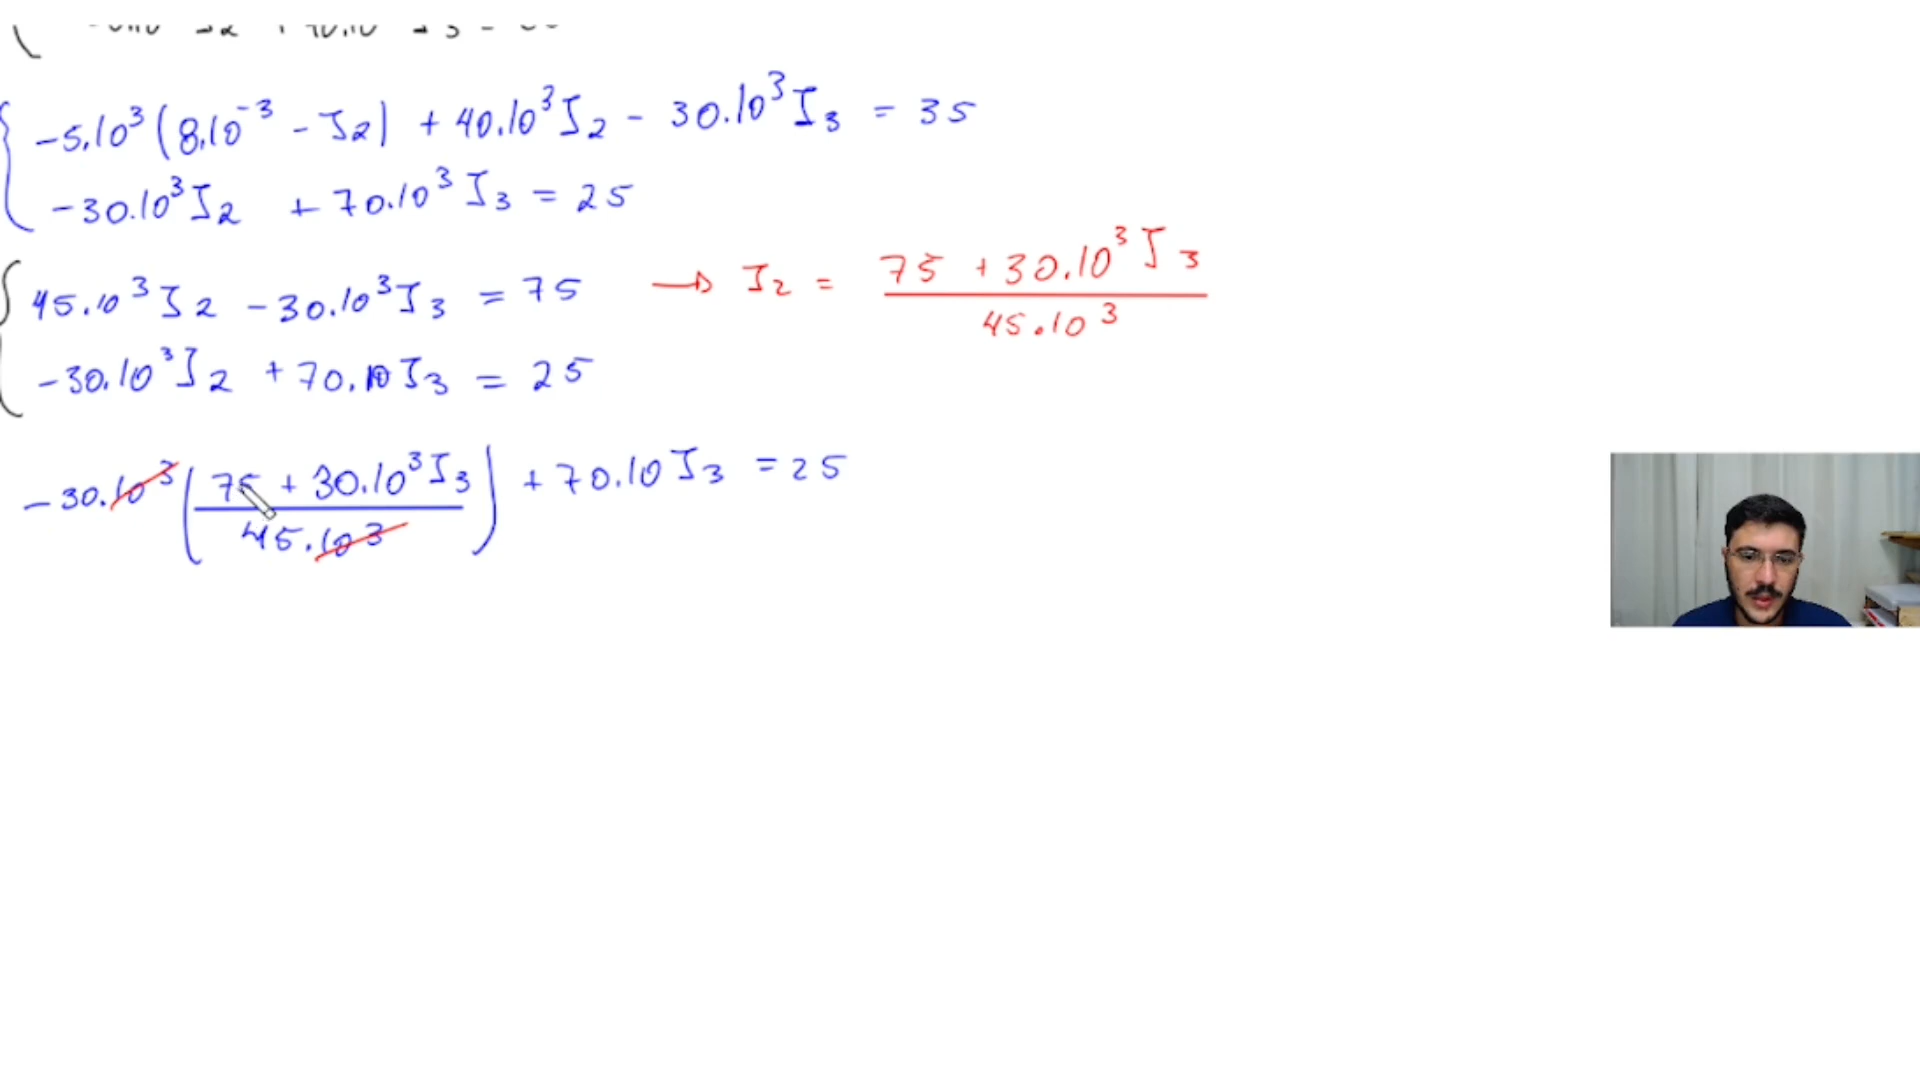 -5.10³(8.10⁻³ - I₂) + 40.10³I₂ - 30.10³I₃ = 35
-30.10³I₂ + 70.10³I₃ = 25
45.10³I₂ - 30.10³I₃ = 75 → I₂ = (75 + 30.10³I₃) / (45.10³)
-30.10³I₂ + 70.10I₃ = 25
-30.10³((75 + 30.10³I₃) / (45.10³)) + 70.10I₃ = 25